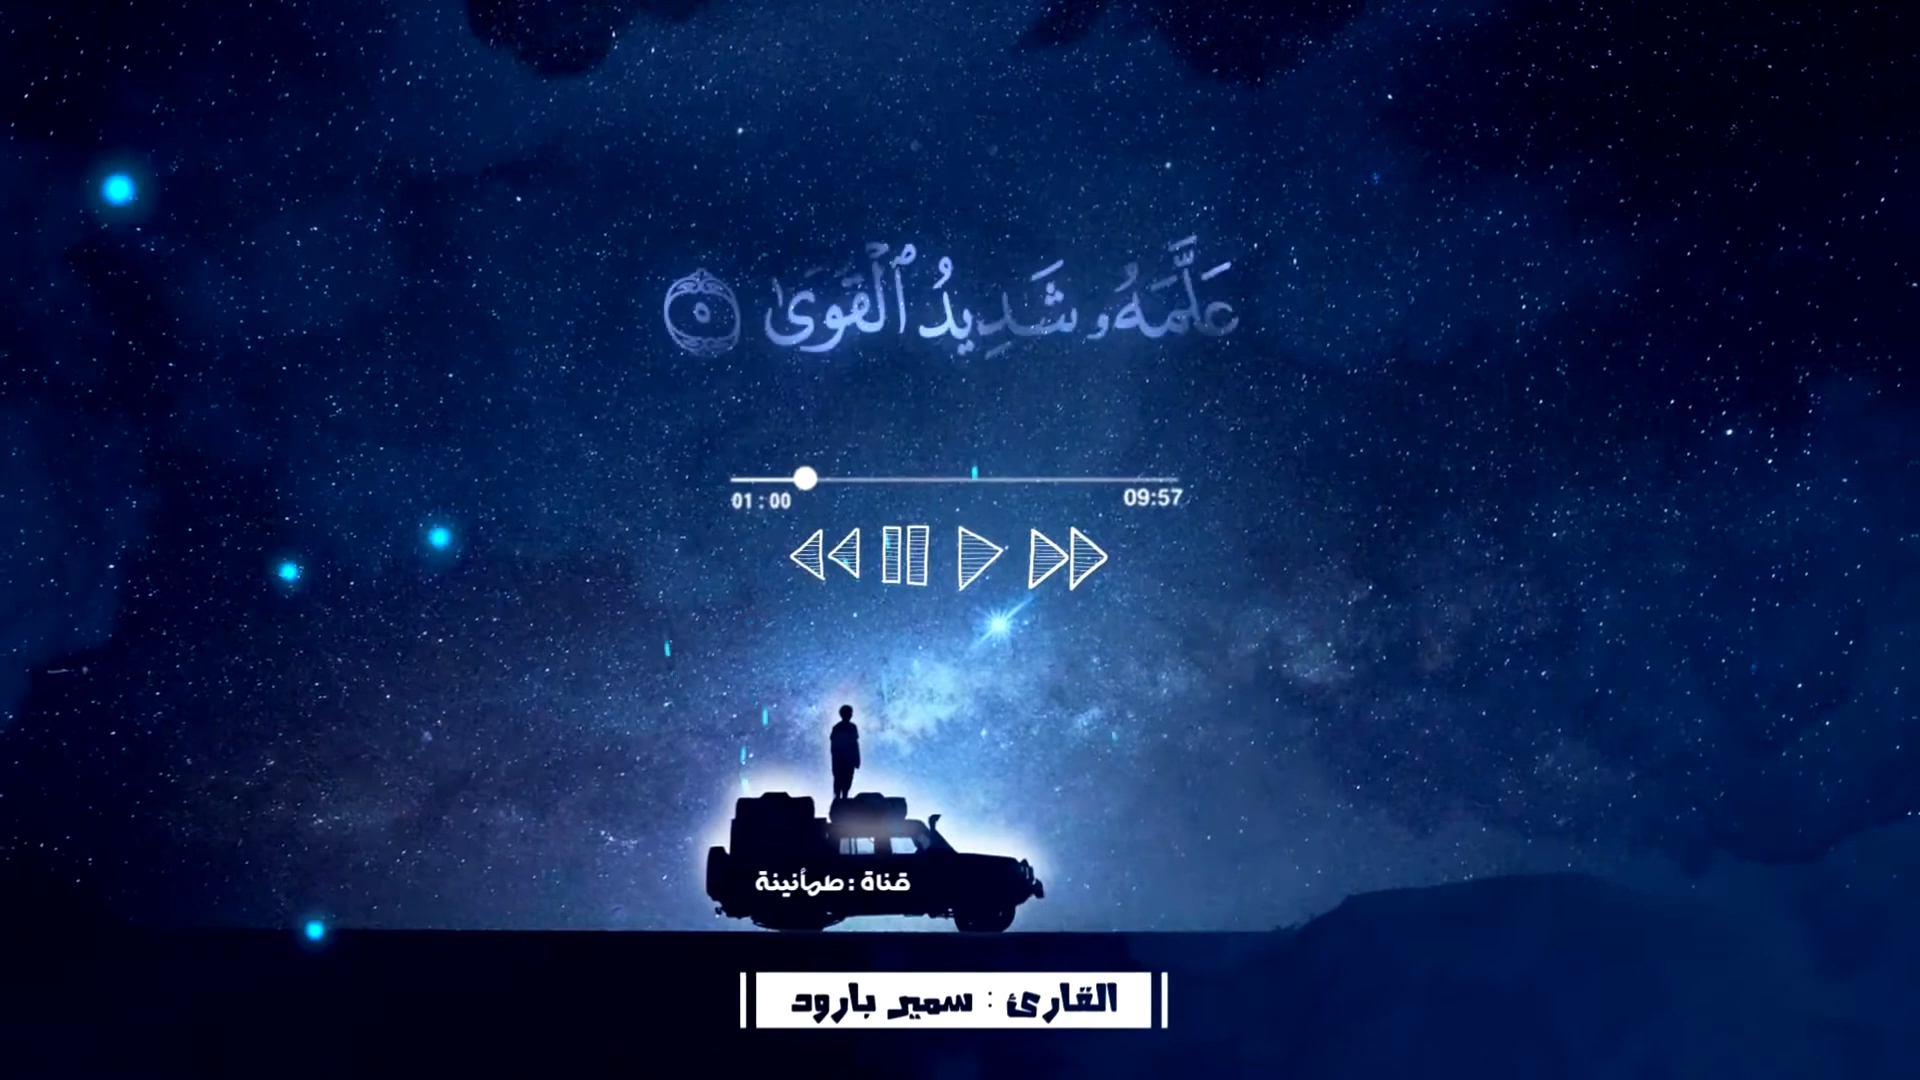 عَلَّمَهُۥ شَدِيدُ ٱلْقُوَىٰ ٥
01 : 00
09:57
قناة : طمأنينة
القارئ : سمير بارود